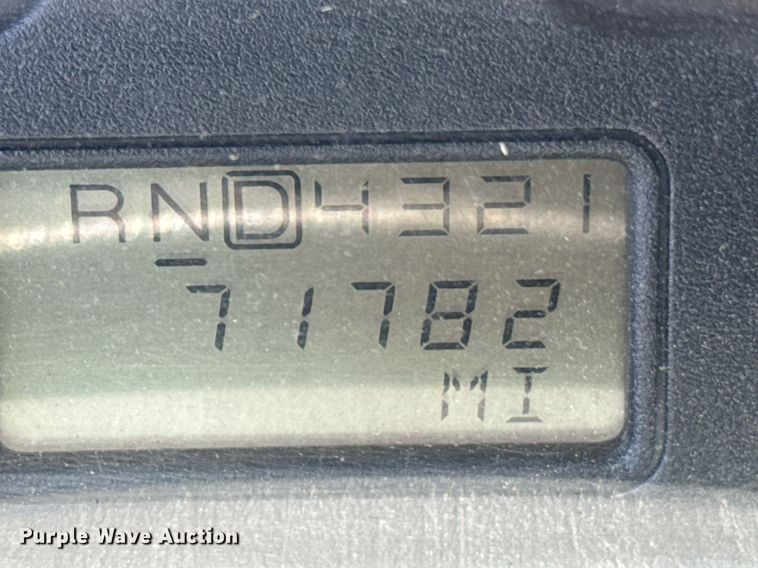 RND4321
71782
MI
Purple Wave Auction